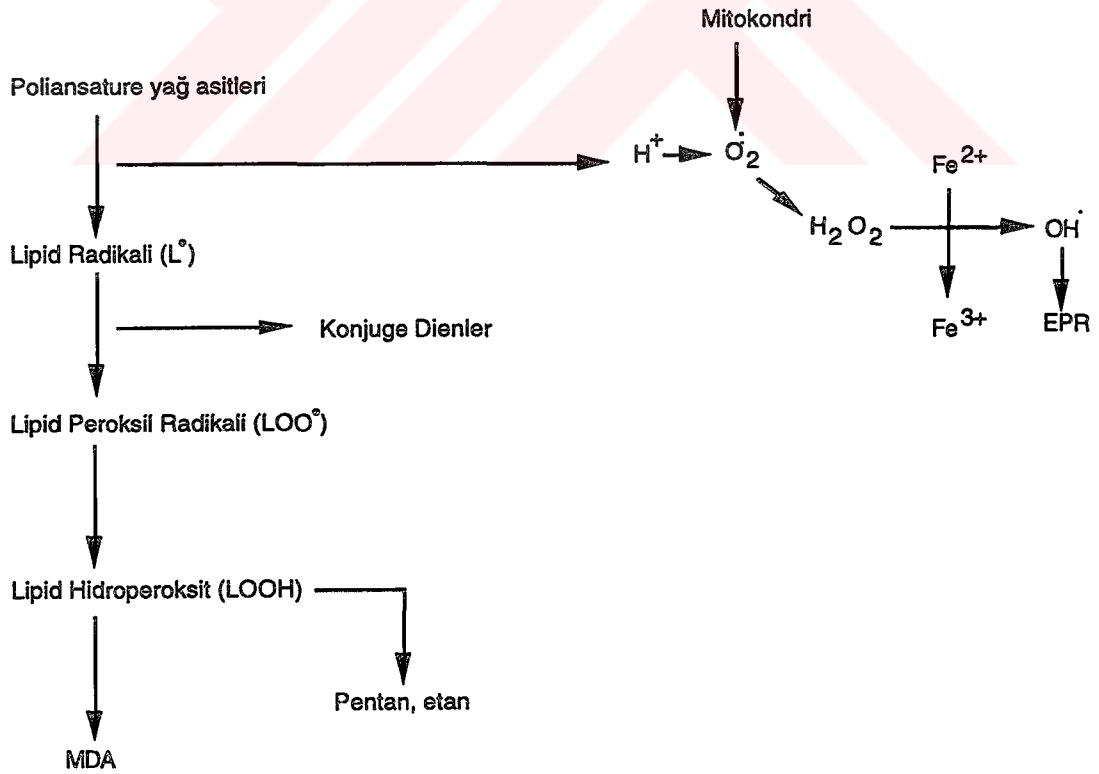 Mitokondri
Poliansature yağ asitleri
H⁺ O₂˙
Fe²⁺
H₂O₂ OH˙
Lipid Radikali (L°)
Fe³⁺ EPR
Konjuge Dienler
Lipid Peroksil Radikali (LOO°)
Lipid Hidroperoksit (LOOH)
Pentan, etan
MDA